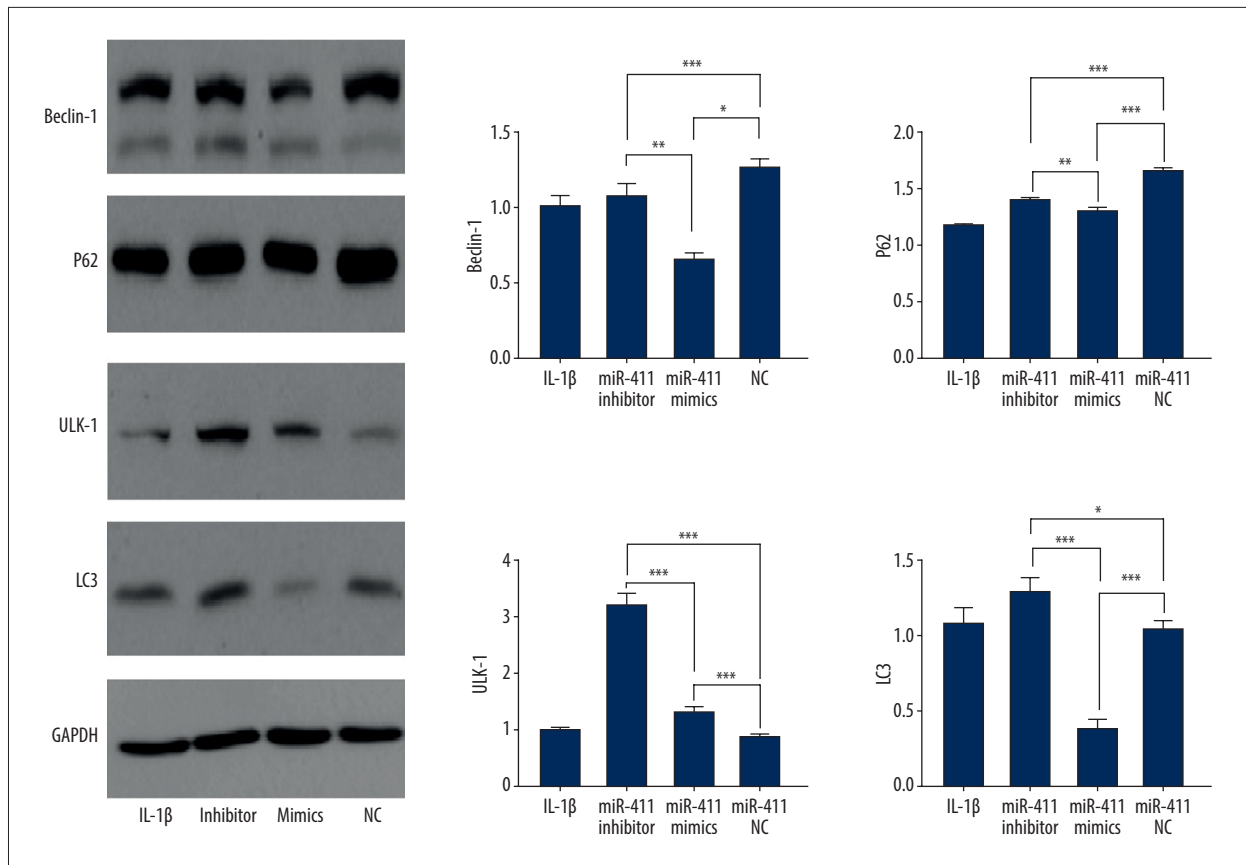 Beclin-1
P62
ULK-1
LC3
GAPDH
IL-1β Inhibitor Mimics NC
***
*
**
1.5
1.0
0.5
0.0
Beclin-1
IL-1β miR-411 miR-411 NC
inhibitor mimics
***
***
**
2.0
1.5
1.0
0.5
0.0
P62
IL-1β miR-411 miR-411 miR-411
inhibitor mimics NC
***
***
***
4
3
2
1
0
ULK-1
IL-1β miR-411 miR-411 miR-411
inhibitor mimics NC
*
***
***
1.5
1.0
0.5
0.0
LC3
IL-1β miR-411 miR-411 miR-411
inhibitor mimics NC